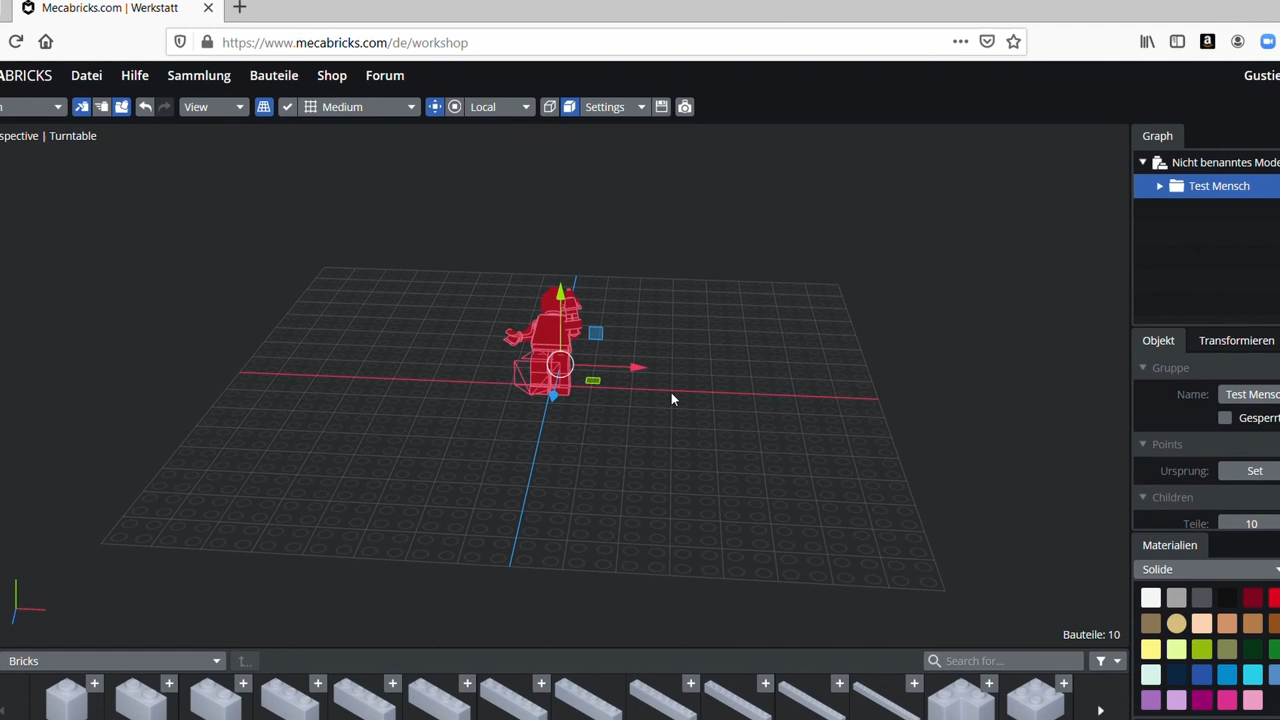 Mecabricks.com | Werkstatt
https://www.mecabricks.com/de/workshop
ABRICKS Datei Hilfe Sammlung Bauteile Shop Forum Gustie
View Medium Local Settings
spective | Turntable
Graph
Nicht benanntes Mode
Test Mensch
Objekt Transformieren
Gruppe
Name: Test Mensc
Gesperrt
Points
Ursprung: Set
Children
Teile: 10
Materialien
Solide
Bauteile: 10
Bricks Search for...